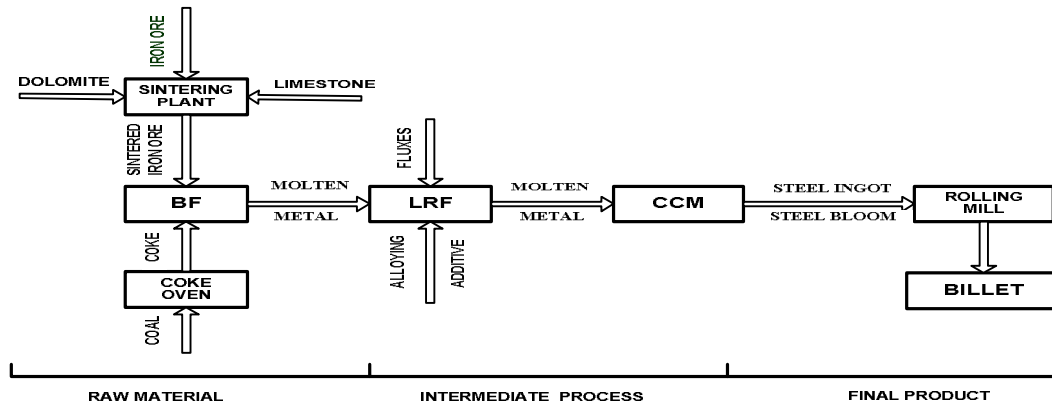 IRON ORE
DOLOMITE
SINTERING
PLANT
LIMESTONE
SINTERED
IRON ORE
FLUXES
BF
MOLTEN
METAL
LRF
MOLTEN
METAL
CCM
STEEL INGOT
STEEL BLOOM
ROLLING
MILL
COKE
ALLOYING
ADDITIVE
COKE
OVEN
BILLET
COAL
RAW MATERIAL
INTERMEDIATE PROCESS
FINAL PRODUCT